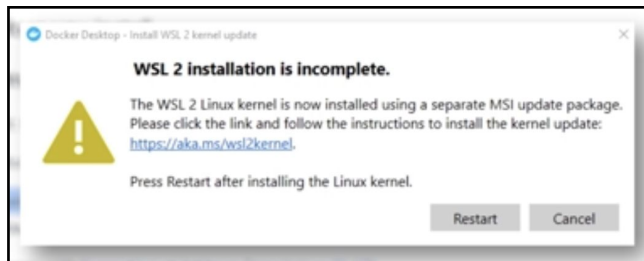 Docker Desktop - Install WSL 2 kernel update
WSL 2 installation is incomplete.
The WSL 2 Linux kernel is now installed using a separate MSI update package.
Please click the link and follow the instructions to install the kernel update:
https://aka.ms/wsl2kernel.
Press Restart after installing the Linux kernel.
Restart Cancel